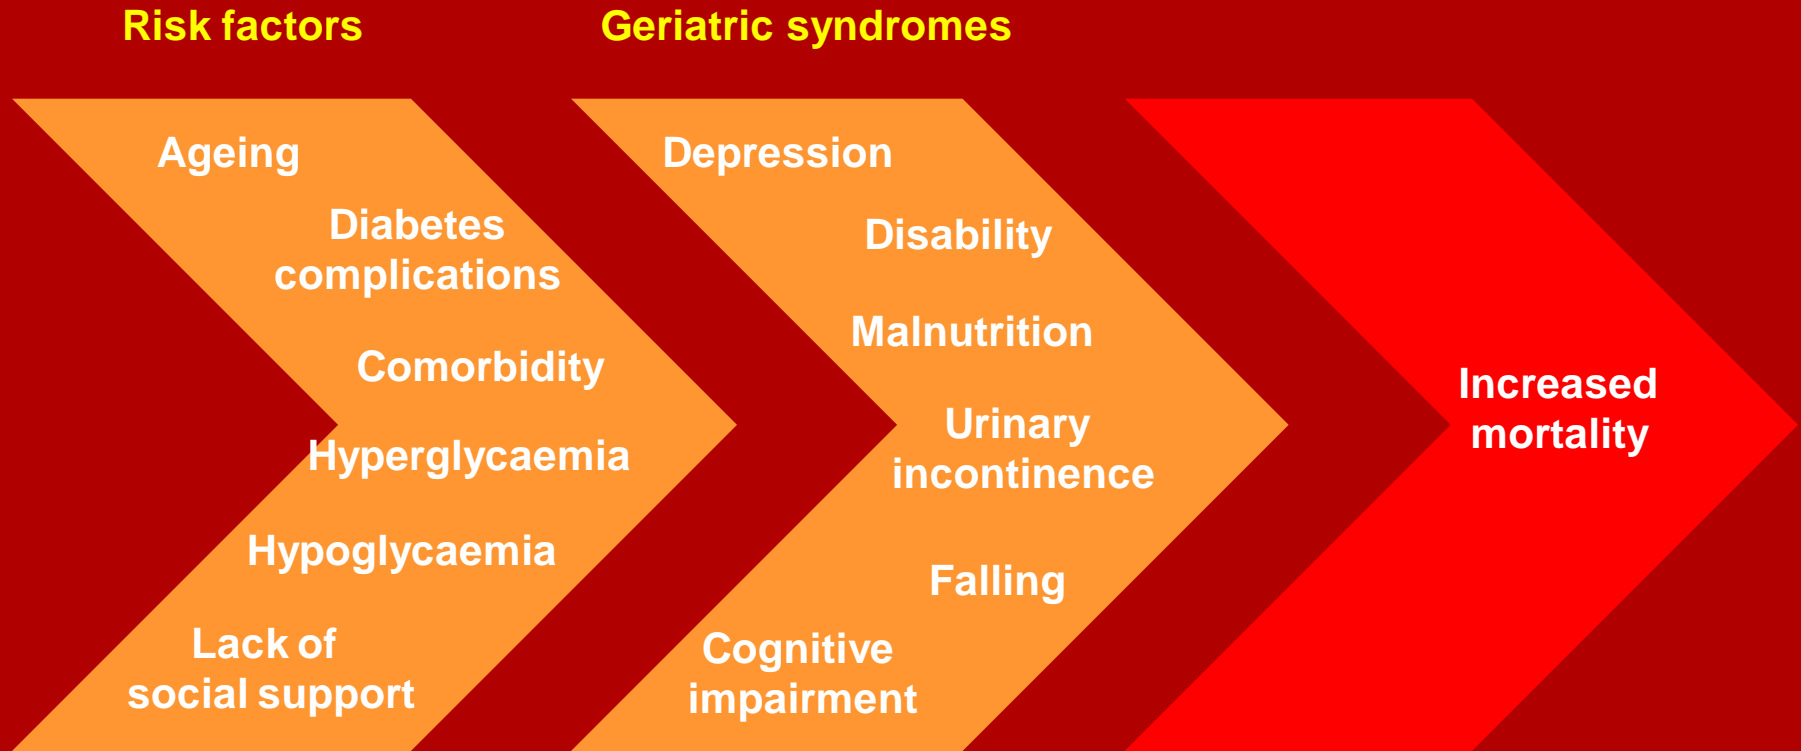 Risk factors
Geriatric syndromes
Ageing
Diabetes
complications
Comorbidity
Hyperglycaemia
Hypoglycaemia
Lack of
social support
Depression
Disability
Malnutrition
Urinary
incontinence
Falling
Cognitive
impairment
Increased
mortality